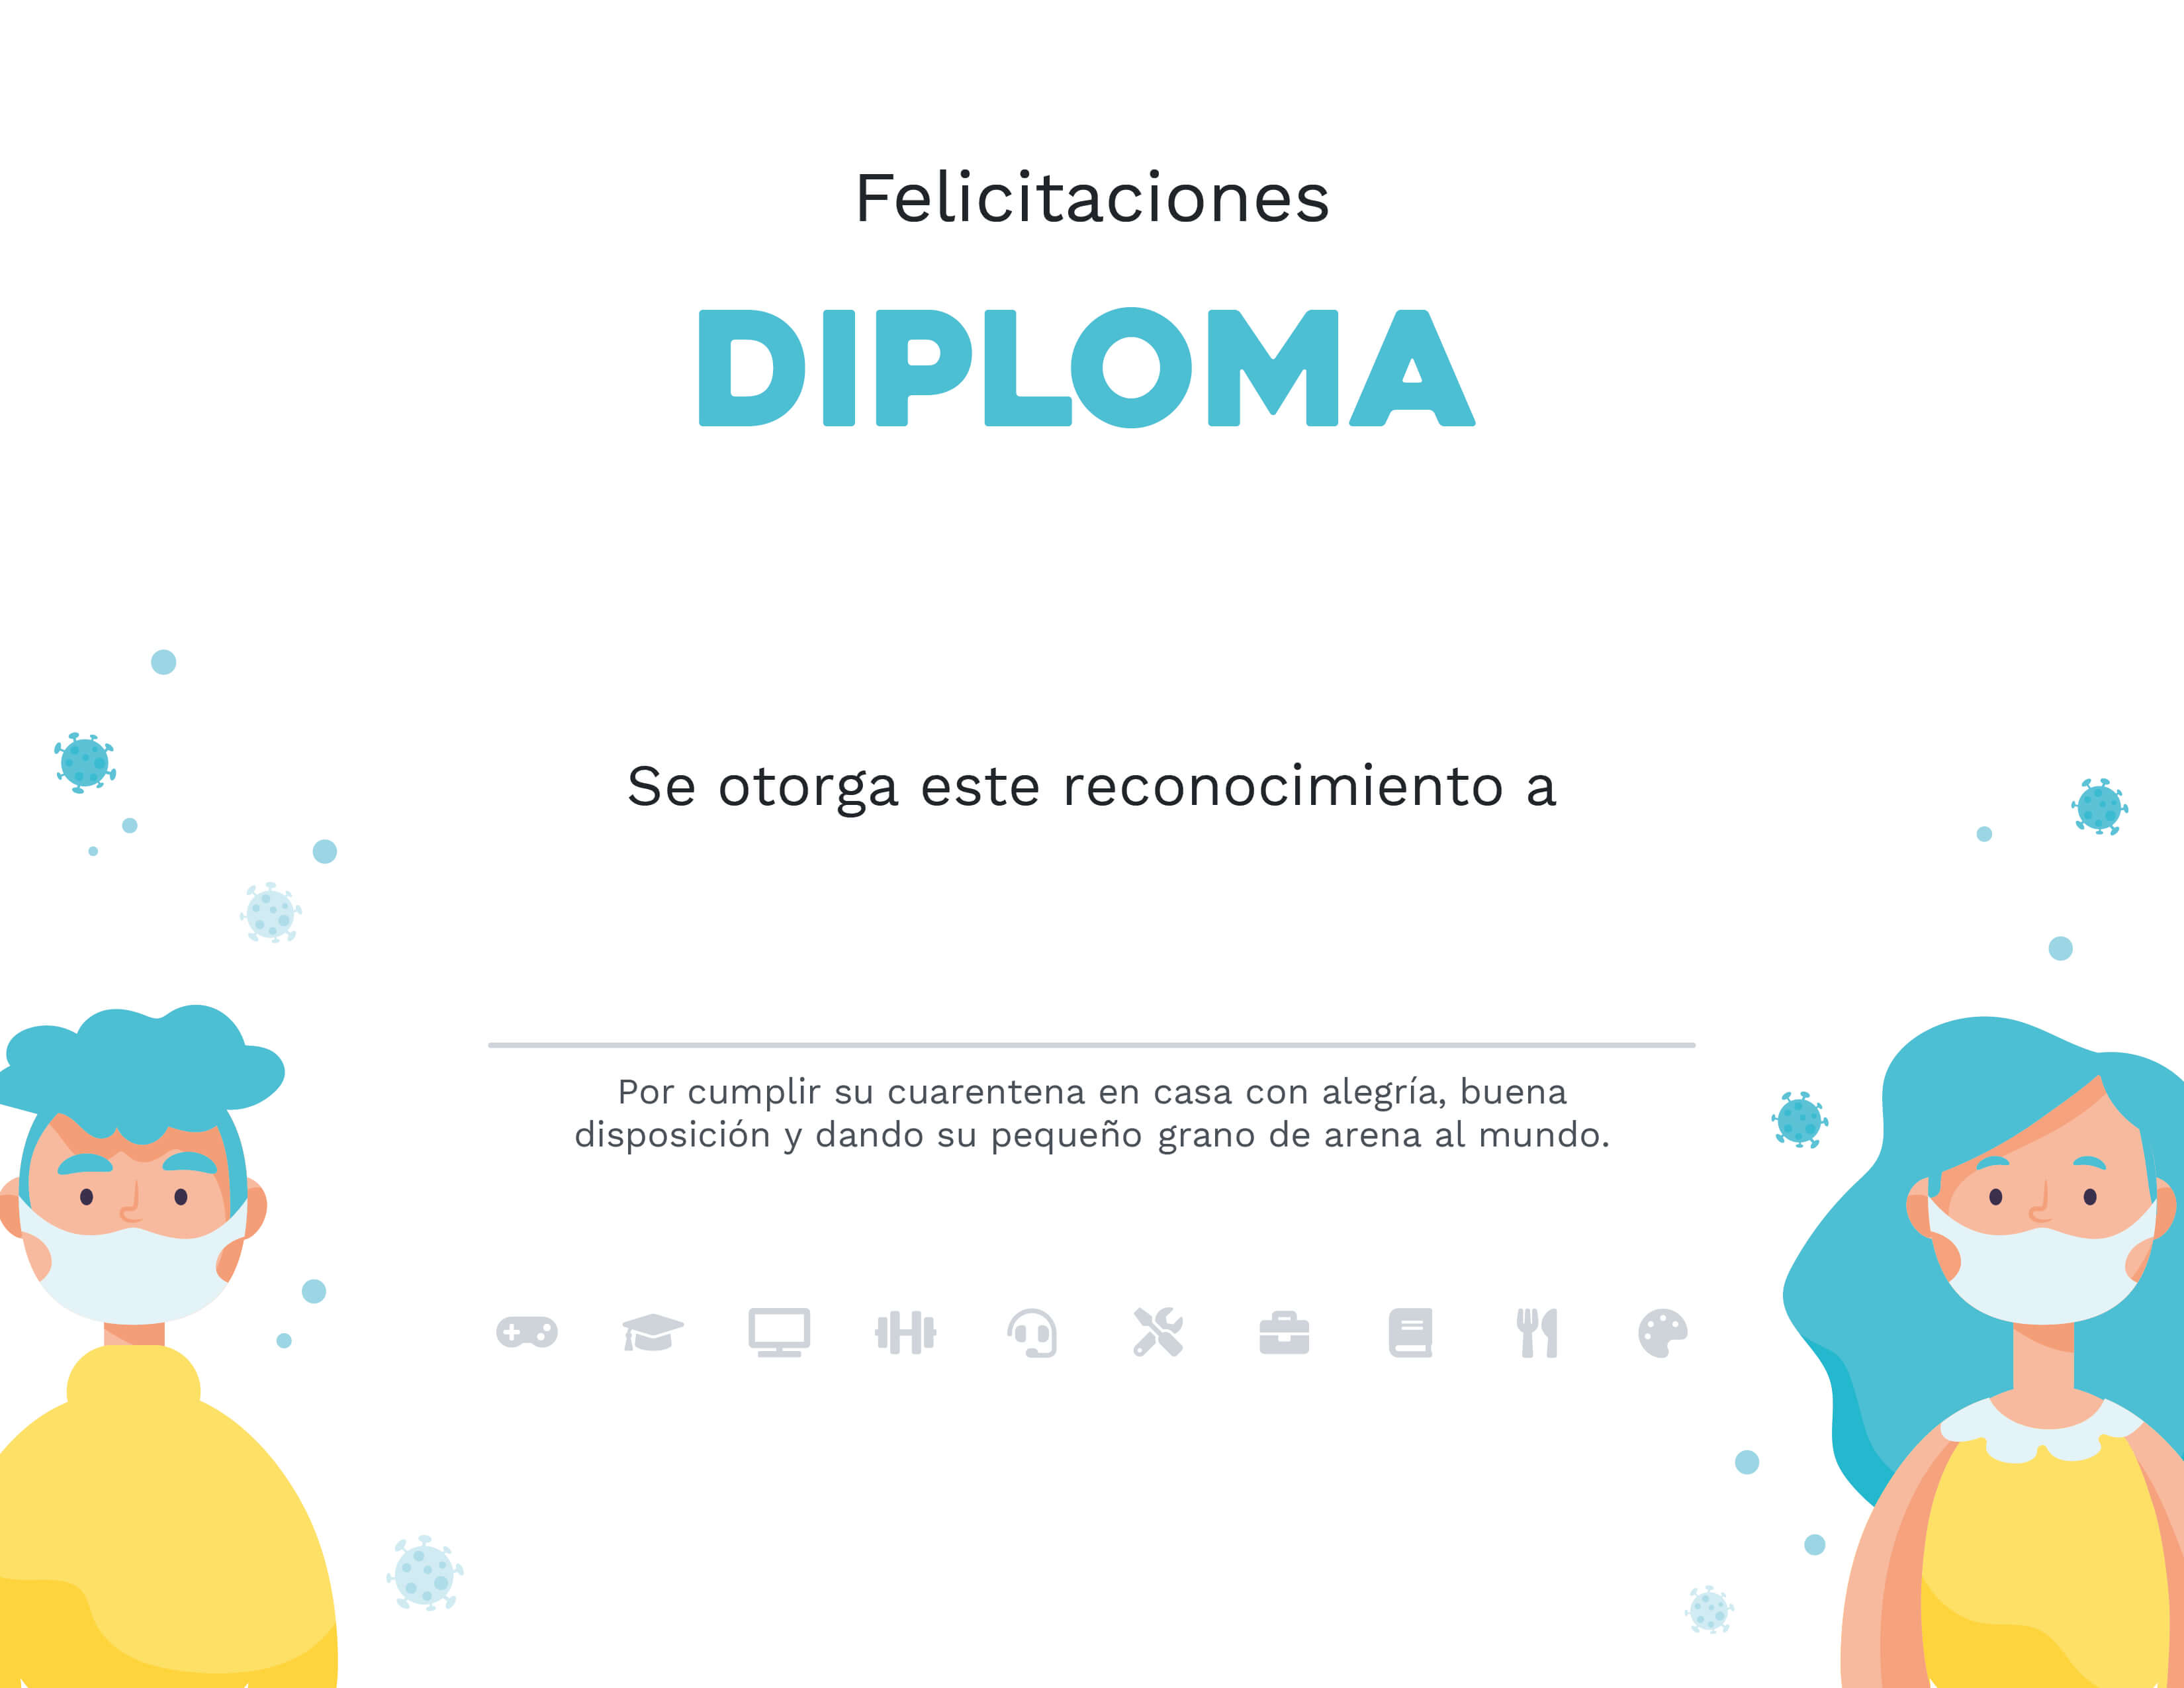 Felicitaciones
DIPLOMA
Se otorga este reconocimiento a
Por cumplir su cuarentena en casa con alegría, buena
disposición y dando su pequeño grano de arena al mundo.